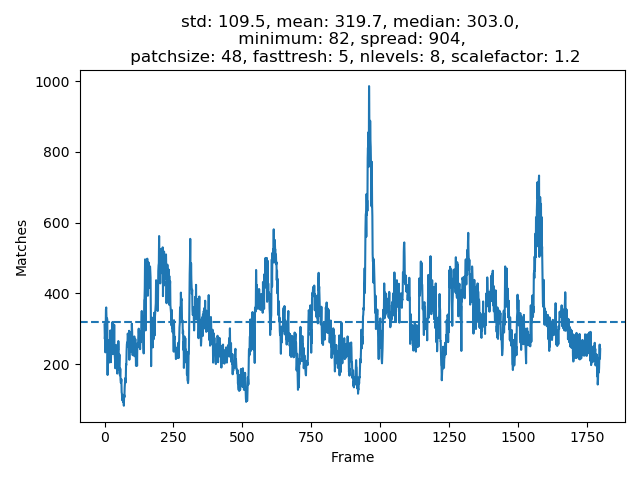 std: 109.5, mean: 319.7, median: 303.0,
minimum: 82, spread: 904,
patchsize: 48, fasttresh: 5, nlevels: 8, scalefactor: 1.2
1000
800
600
400
200
Matches
0 250 500 750 1000 1250 1500 1750
Frame